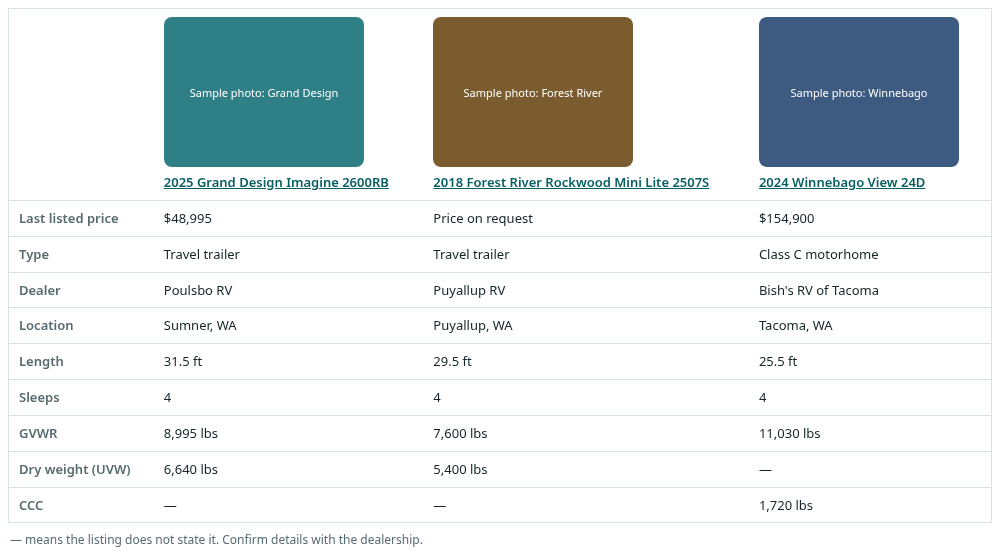 Sample photo: Grand Design Sample photo: Forest River Sample photo: Winnebago
2025 Grand Design Imagine 2600RB 2018 Forest River Rockwood Mini Lite 2507S 2024 Winnebago View 24D
Last listed price $48,995 Price on request $154,900
Type Travel trailer Travel trailer Class C motorhome
Dealer Poulsbo RV Puyallup RV Bish's RV of Tacoma
Location Sumner, WA Puyallup, WA Tacoma, WA
Length 31.5 ft 29.5 ft 25.5 ft
Sleeps 4 4 4
GVWR 8,995 lbs 7,600 lbs 11,030 lbs
Dry weight (UVW) 6,640 lbs 5,400 lbs —
CCC — — 1,720 lbs
— means the listing does not state it. Confirm details with the dealership.